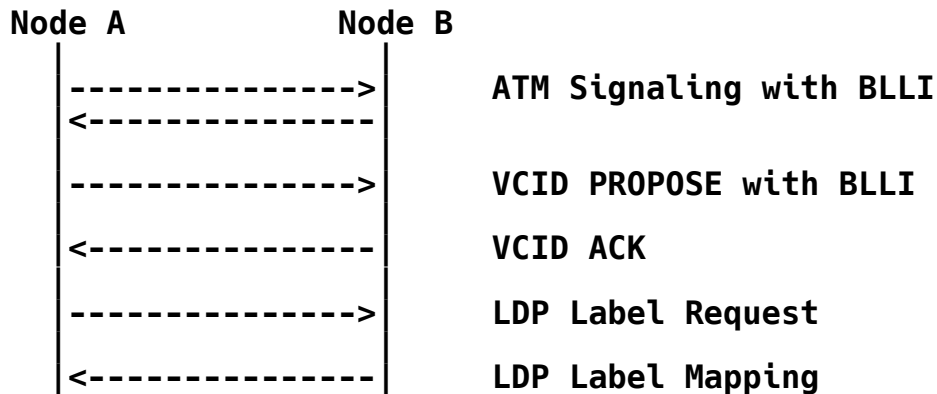 Node A Node B
|--------------->| ATM Signaling with BLLI
|<---------------|
|--------------->| VCID PROPOSE with BLLI
|<---------------| VCID ACK
|--------------->| LDP Label Request
|<---------------| LDP Label Mapping